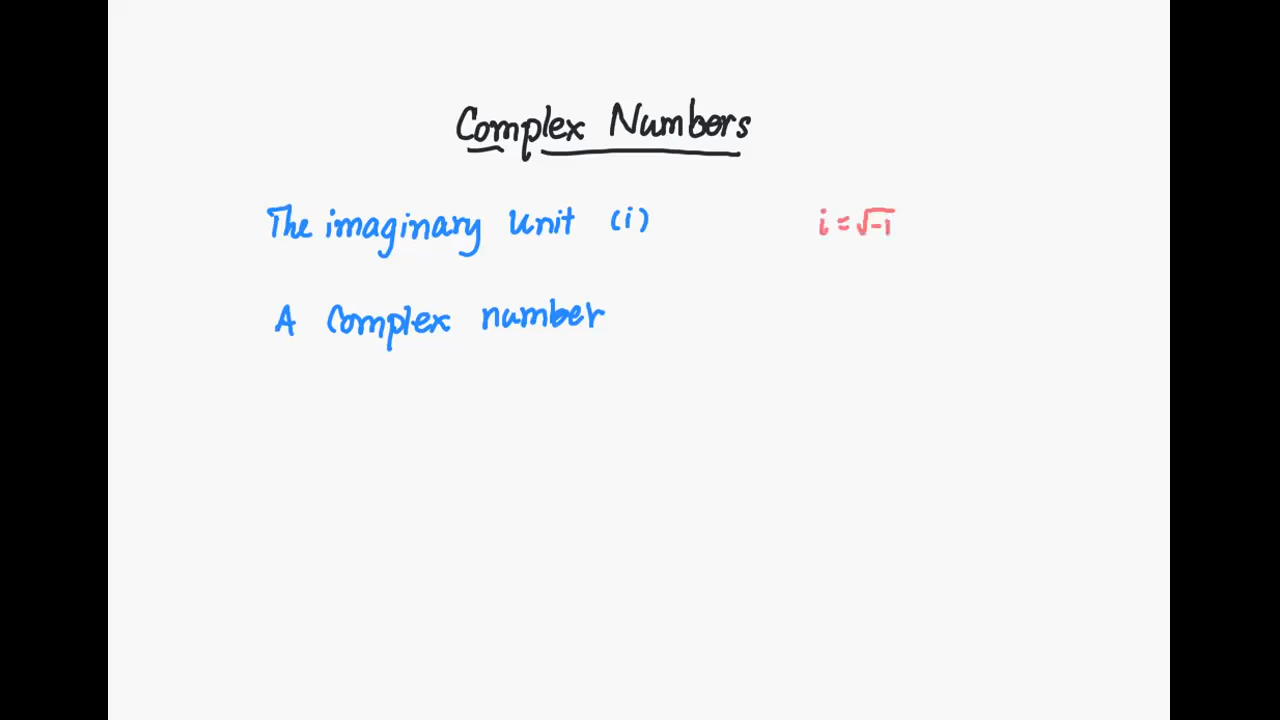 Complex Numbers
The imaginary unit (i) i = √-1
A complex number